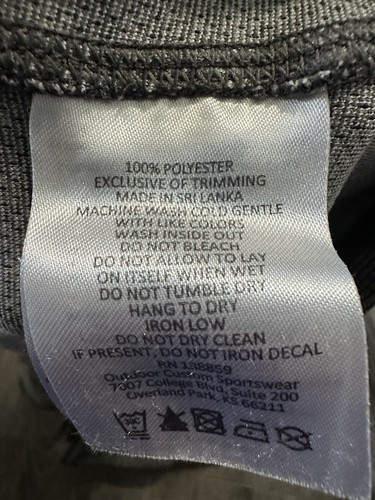 100% POLYESTER
EXCLUSIVE OF TRIMMING
MADE IN SRI LANKA
MACHINE WASH COLD GENTLE
WITH LIKE COLORS
WASH INSIDE OUT
DO NOT BLEACH
DO NOT ALLOW TO LAY
ON ITSELF WHEN WET
DO NOT TUMBLE DRY
HANG TO DRY
IRON LOW
DO NOT DRY CLEAN
IF PRESENT, DO NOT IRON DECAL
RN 138859
Outdoor Custom Sportswear
7007 College Blvd, Suite 200
Overland Park, KS 66211